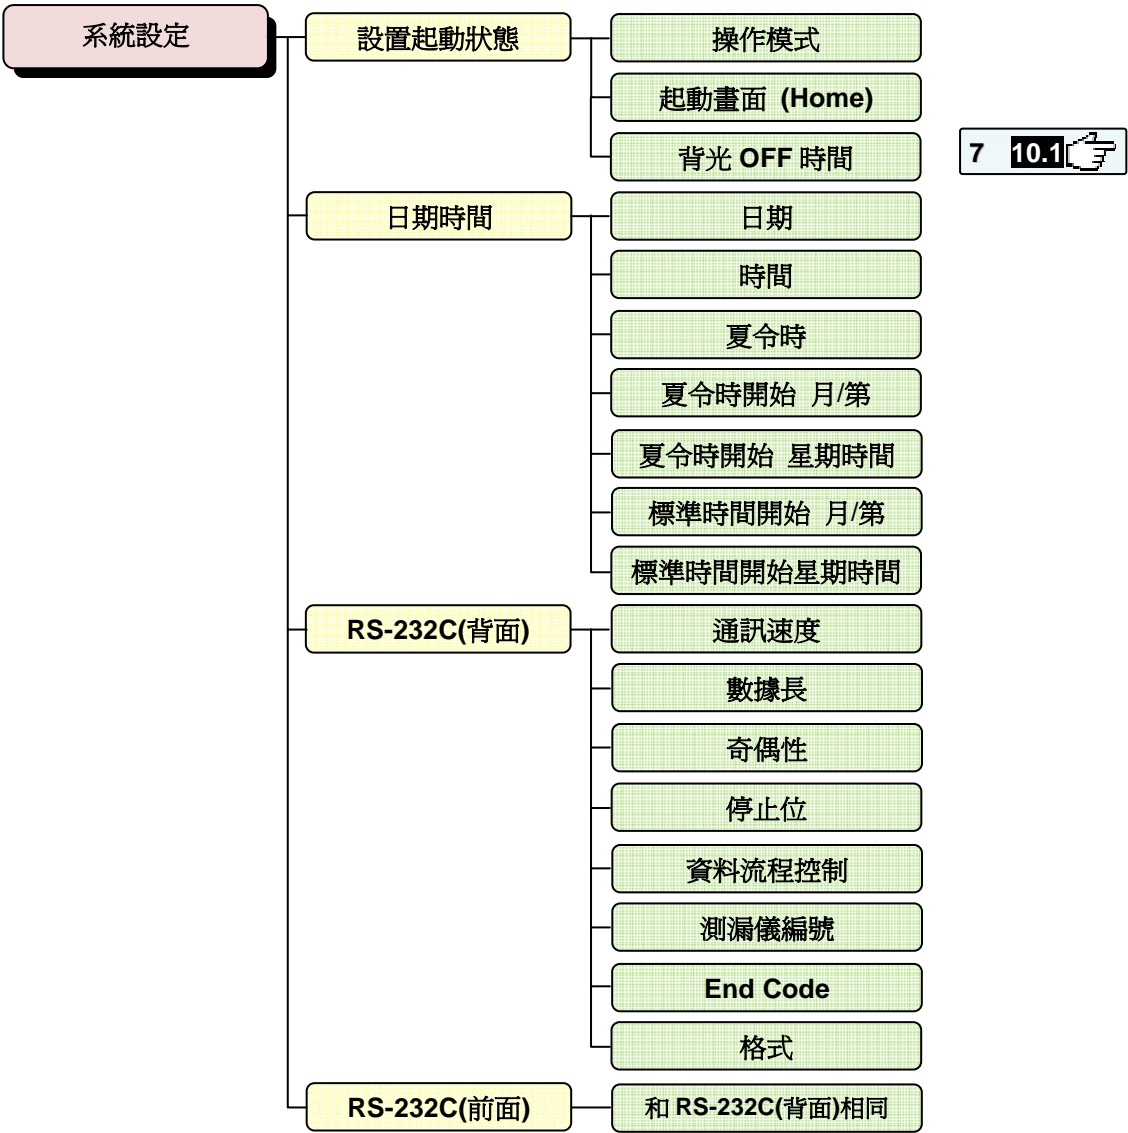 系統設定
設置起動狀態
操作模式
起動畫面 (Home)
背光 OFF 時間
7 10.1
日期時間
日期
時間
夏令時
夏令時開始 月/第
夏令時開始 星期時間
標準時間開始 月/第
標準時間開始星期時間
RS-232C(背面)
通訊速度
數據長
奇偶性
停止位
資料流程控制
測漏儀編號
End Code
格式
RS-232C(前面)
和 RS-232C(背面)相同